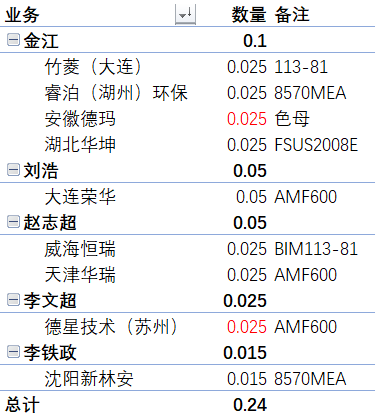 业务 数量 备注
金江 0.1
竹菱（大连） 0.025 113-81
睿泊（湖州）环保 0.025 8570MEA
安徽德玛 0.025 色母
湖北华坤 0.025 FSUS2008E
刘浩 0.05
大连荣华 0.05 AMF600
赵志超 0.05
威海恒瑞 0.025 BIM113-81
天津华瑞 0.025 AMF600
李文超 0.025
德星技术（苏州） 0.025 AMF600
李铁政 0.015
沈阳新林安 0.015 8570MEA
总计 0.24